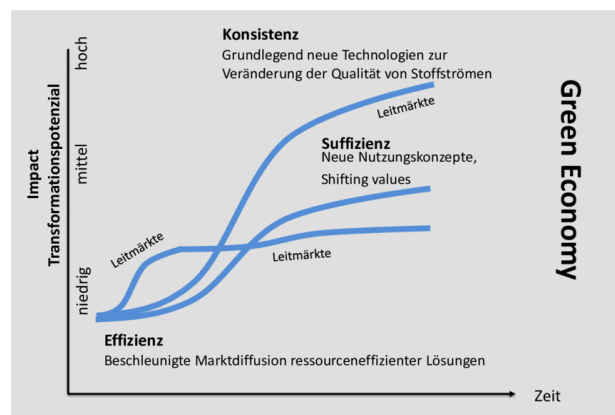 Konsistenz
Grundlegend neue Technologien zur
Veränderung der Qualität von Stoffströmen
Leitmärkte
Suffizienz
Neue Nutzungskonzepte,
Shifting values
Leitmärkte
Leitmärkte
Effizienz
Beschleunigte Marktdiffusion ressourceneffizienter Lösungen
Impact
Transformationspotenzial
hoch
mittel
niedrig
Zeit
Green Economy